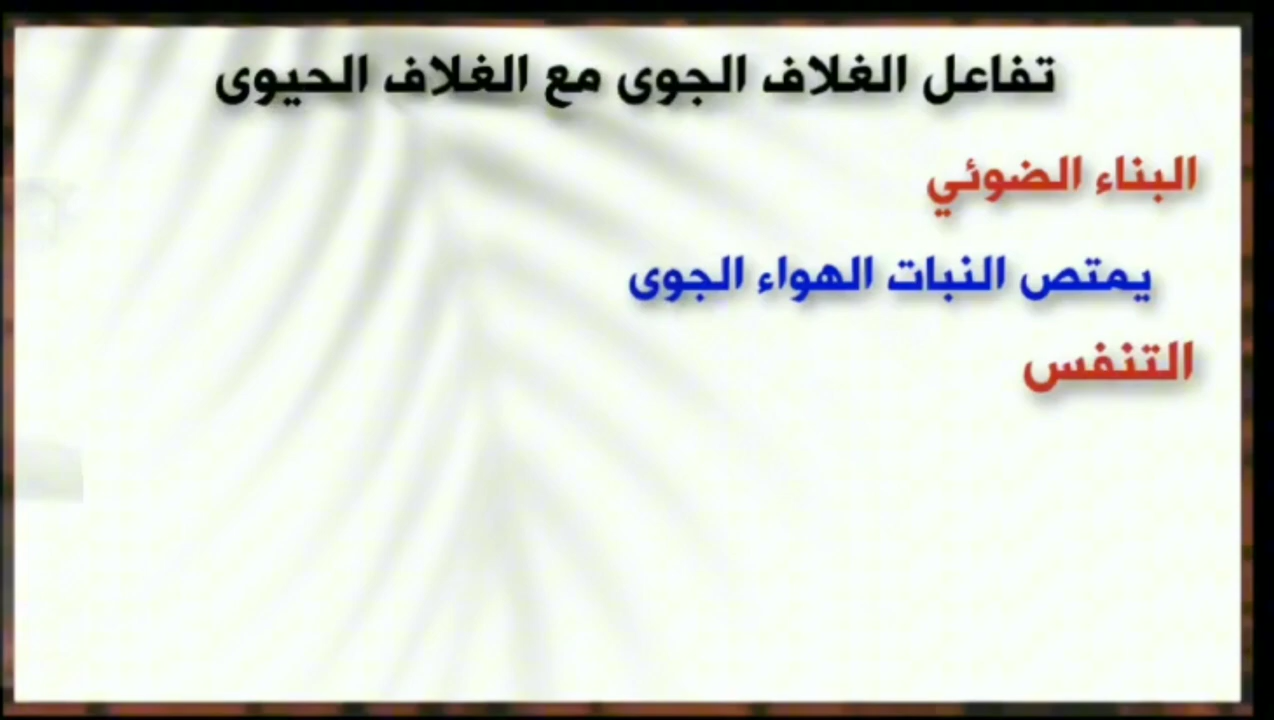 تفاعل الغلاف الجوى مع الغلاف الحيوى
البناء الضوئي
يمتص النبات الهواء الجوى
التنفس